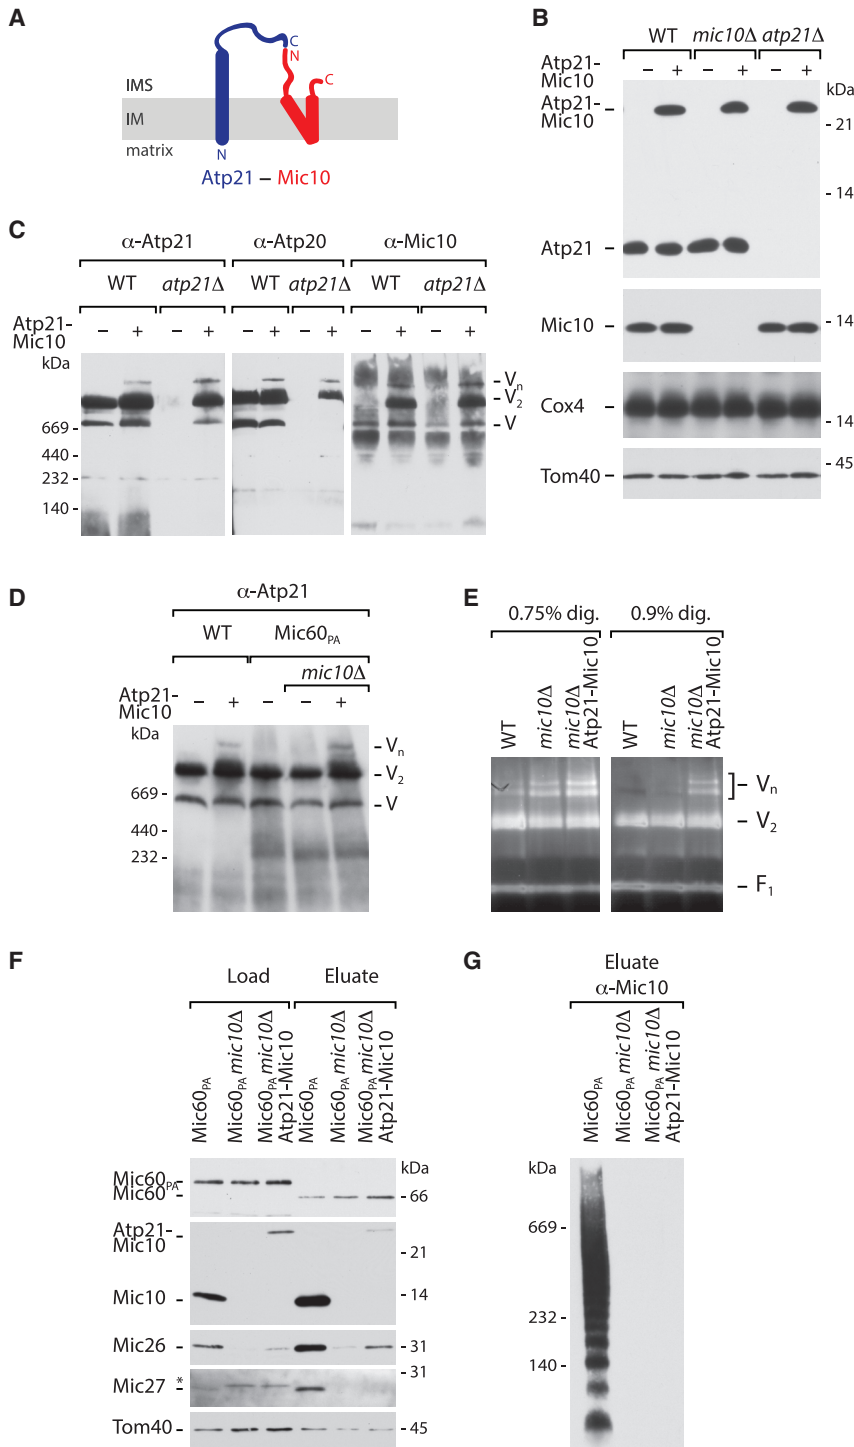 A
C
N
C
IMS
IM
matrix
N
Atp21 – Mic10
B
WT mic10Δ atp21Δ
Atp21-
Mic10
– + – + – +
kDa
Atp21-
Mic10
21
14
Atp21
Mic10
14
Cox4
14
45
Tom40
C
α-Atp21 α-Atp20 α-Mic10
WT atp21Δ WT atp21Δ WT atp21Δ
Atp21-
Mic10
– + – + – + – + – + – +
kDa
Vn
V2
V
669
440
232
140
D
α-Atp21
WT Mic60PA
mic10Δ
Atp21-
Mic10
– + – – +
kDa
Vn
V2
V
669
440
232
E
0.75% dig. 0.9% dig.
WT
mic10Δ
mic10Δ
Atp21-Mic10
WT
mic10Δ
mic10Δ
Atp21-Mic10
Vn
V2
F1
F
Load Eluate
Mic60PA
Mic60PA mic10Δ
Mic60PA mic10Δ
Atp21-Mic10
Mic60PA
Mic60PA mic10Δ
Mic60PA mic10Δ
Atp21-Mic10
kDa
Mic60PA
Mic60
66
Atp21-
Mic10
21
Mic10
14
Mic26
31
31
*
Mic27
Tom40
45
G
Eluate
α-Mic10
Mic60PA
Mic60PA mic10Δ
Mic60PA mic10Δ
Atp21-Mic10
kDa
669
232
140